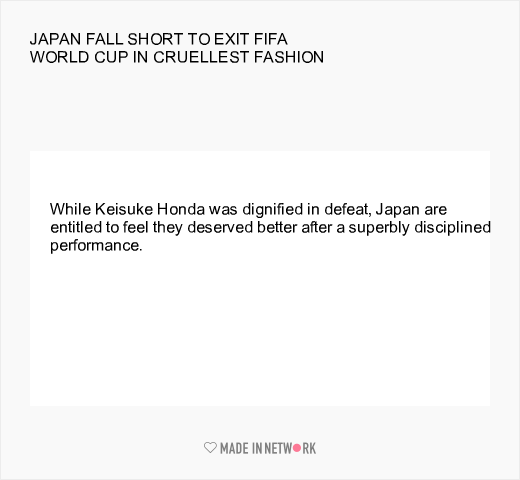 JAPAN FALL SHORT TO EXIT FIFA
WORLD CUP IN CRUELLEST FASHION
While Keisuke Honda was dignified in defeat, Japan are
entitled to feel they deserved better after a superbly disciplined
performance.
MADE IN NETWORK